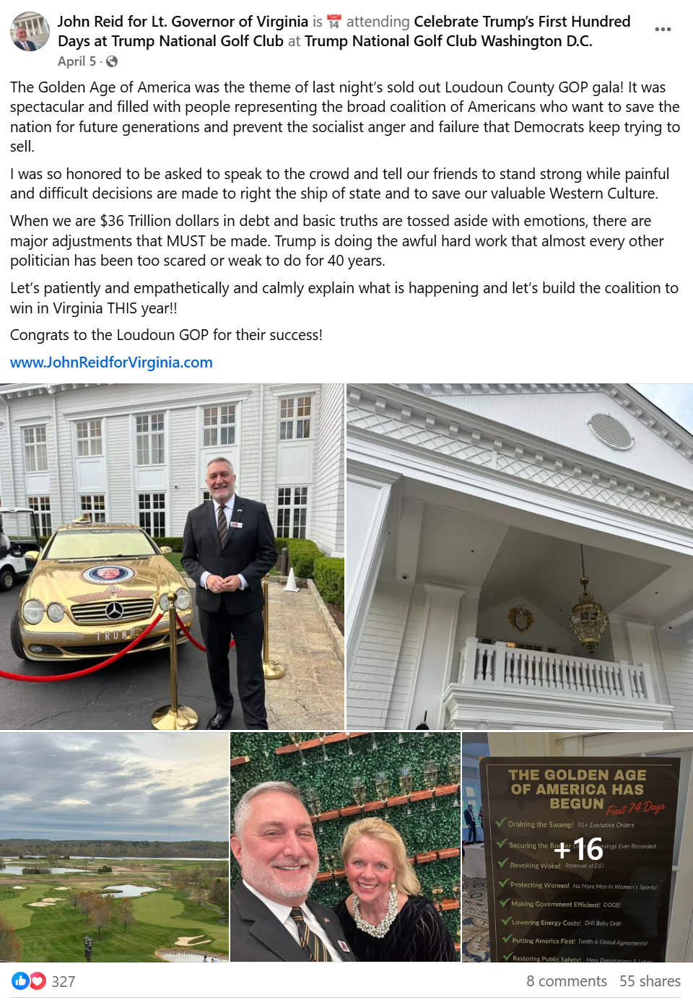 John Reid for Lt. Governor of Virginia is 📅 attending Celebrate Trump's First Hundred
Days at Trump National Golf Club at Trump National Golf Club Washington D.C.
April 5 ·
The Golden Age of America was the theme of last night's sold out Loudoun County GOP gala! It was
spectacular and filled with people representing the broad coalition of Americans who want to save the
nation for future generations and prevent the socialist anger and failure that Democrats keep trying to
sell.
I was so honored to be asked to speak to the crowd and tell our friends to stand strong while painful
and difficult decisions are made to right the ship of state and to save our valuable Western Culture.
When we are $36 Trillion dollars in debt and basic truths are tossed aside with emotions, there are
major adjustments that MUST be made. Trump is doing the awful hard work that almost every other
politician has been too scared or weak to do for 40 years.
Let's patiently and empathetically and calmly explain what is happening and let's build the coalition to
win in Virginia THIS year!!
Congrats to the Loudoun GOP for their success!
www.JohnReidforVirginia.com
TRUMP
TRUMP
THE GOLDEN AGE
OF AMERICA HAS
BEGUN First 74 Days
Draining the Swamp! 90+ Executive Orders
Securing the Border Crossings Ever Recorded
+16
Revoking Woke! Removal of DEI
Protecting Women! No More Men in Women's Sports!
Making Government Efficient! DOGE!
Lowering Energy Costs! Drill Baby Drill!
Putting America First! Tariffs & Global Agreements!
Restoring Public Safety! Mass Deportations &
327
8 comments 55 shares